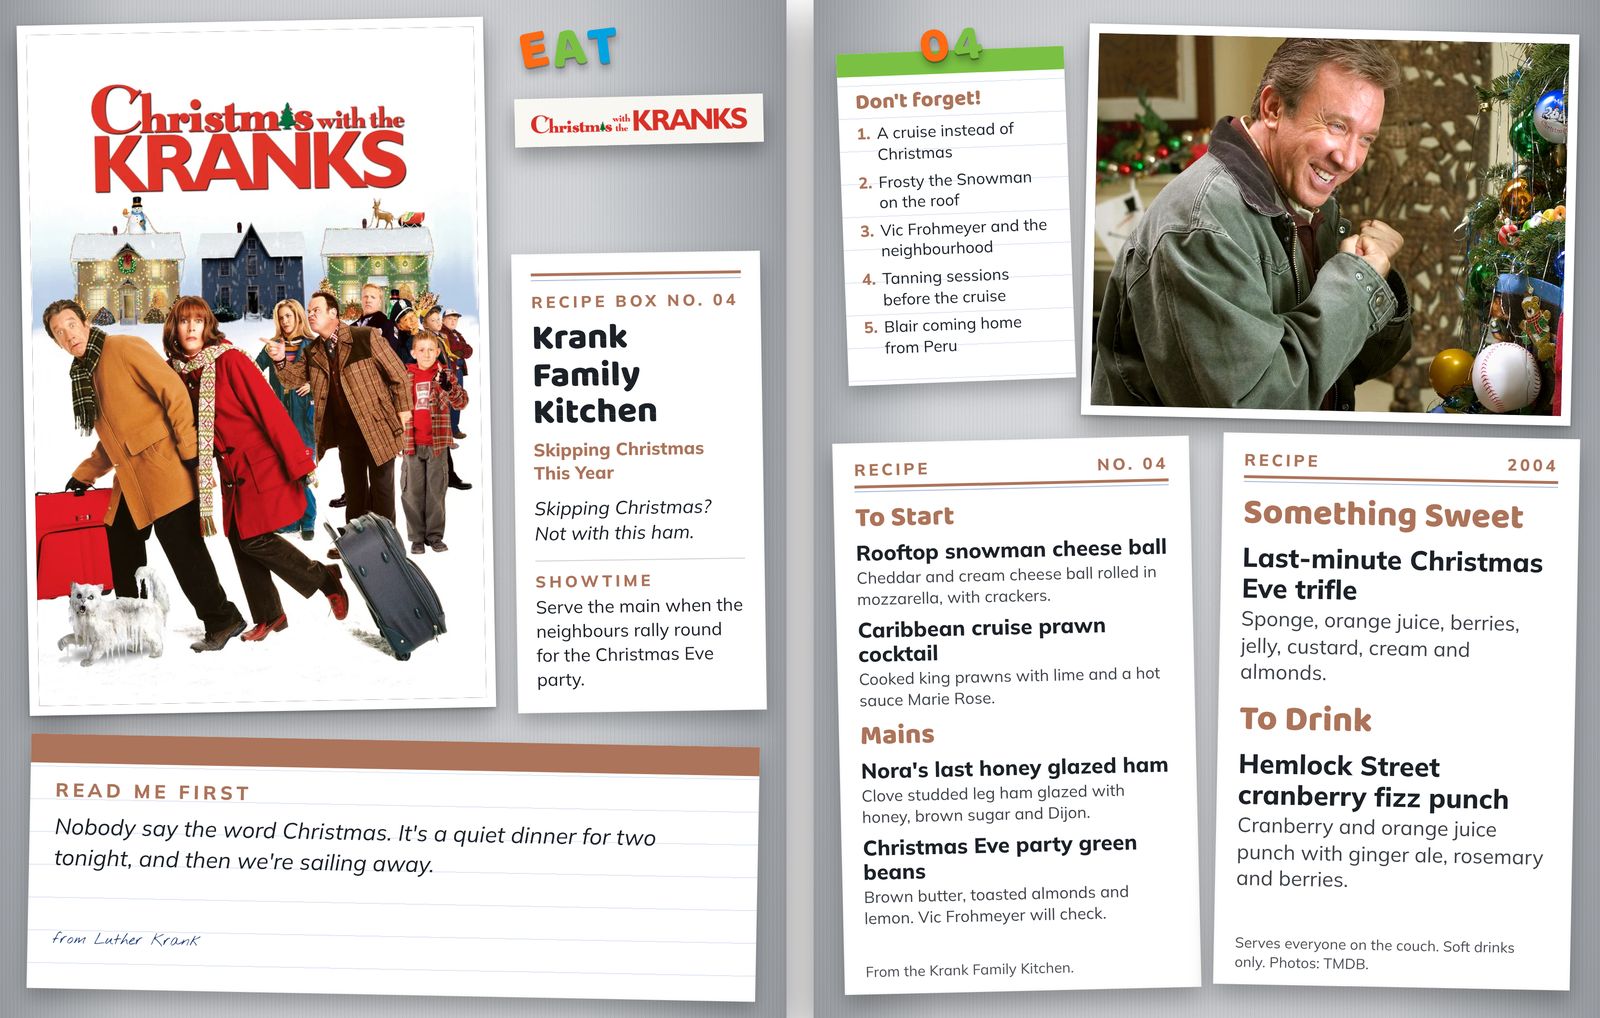 Christmas with the
KRANKS
EAT
Christmas with the KRANKS
RECIPE BOX NO. 04
Krank
Family
Kitchen
Skipping Christmas
This Year
Skipping Christmas?
Not with this ham.
SHOWTIME
Serve the main when the
neighbours rally round
for the Christmas Eve
party.
READ ME FIRST
Nobody say the word Christmas. It's a quiet dinner for two
tonight, and then we're sailing away.
from Luther Krank
04
Don't forget!
1. A cruise instead of
Christmas
2. Frosty the Snowman
on the roof
3. Vic Frohmeyer and the
neighbourhood
4. Tanning sessions
before the cruise
5. Blair coming home
from Peru
RECIPE NO. 04
To Start
Rooftop snowman cheese ball
Cheddar and cream cheese ball rolled in
mozzarella, with crackers.
Caribbean cruise prawn
cocktail
Cooked king prawns with lime and a hot
sauce Marie Rose.
Mains
Nora's last honey glazed ham
Clove studded leg ham glazed with
honey, brown sugar and Dijon.
Christmas Eve party green
beans
Brown butter, toasted almonds and
lemon. Vic Frohmeyer will check.
From the Krank Family Kitchen.
RECIPE 2004
Something Sweet
Last-minute Christmas
Eve trifle
Sponge, orange juice, berries,
jelly, custard, cream and
almonds.
To Drink
Hemlock Street
cranberry fizz punch
Cranberry and orange juice
punch with ginger ale, rosemary
and berries.
Serves everyone on the couch. Soft drinks
only. Photos: TMDB.